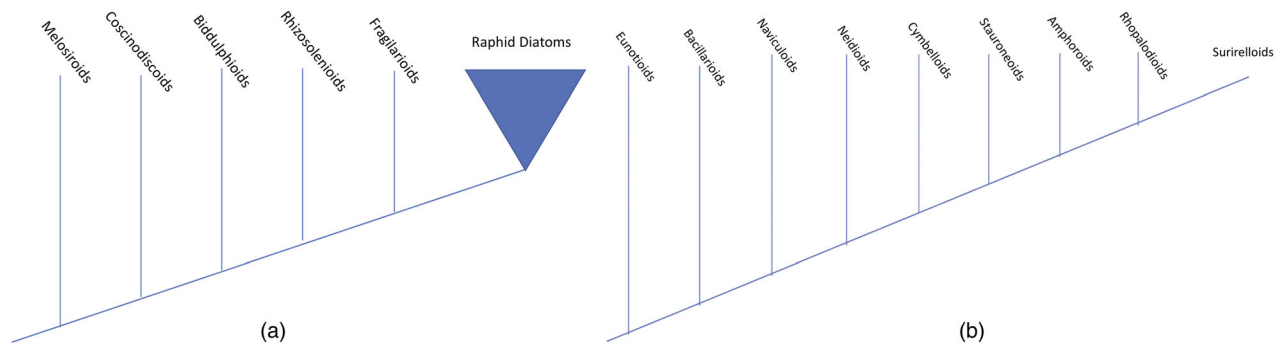 Melosiroids
Coscinodiscoids
Biddulphioids
Rhizosolenioids
Fragilarioids
Raphid Diatoms
(a)
Eunotioids
Bacillarioids
Naviculoids
Neidioids
Cymbelloids
Stauroneoids
Amphoroids
Rhopalodioids
Surirelloids
(b)